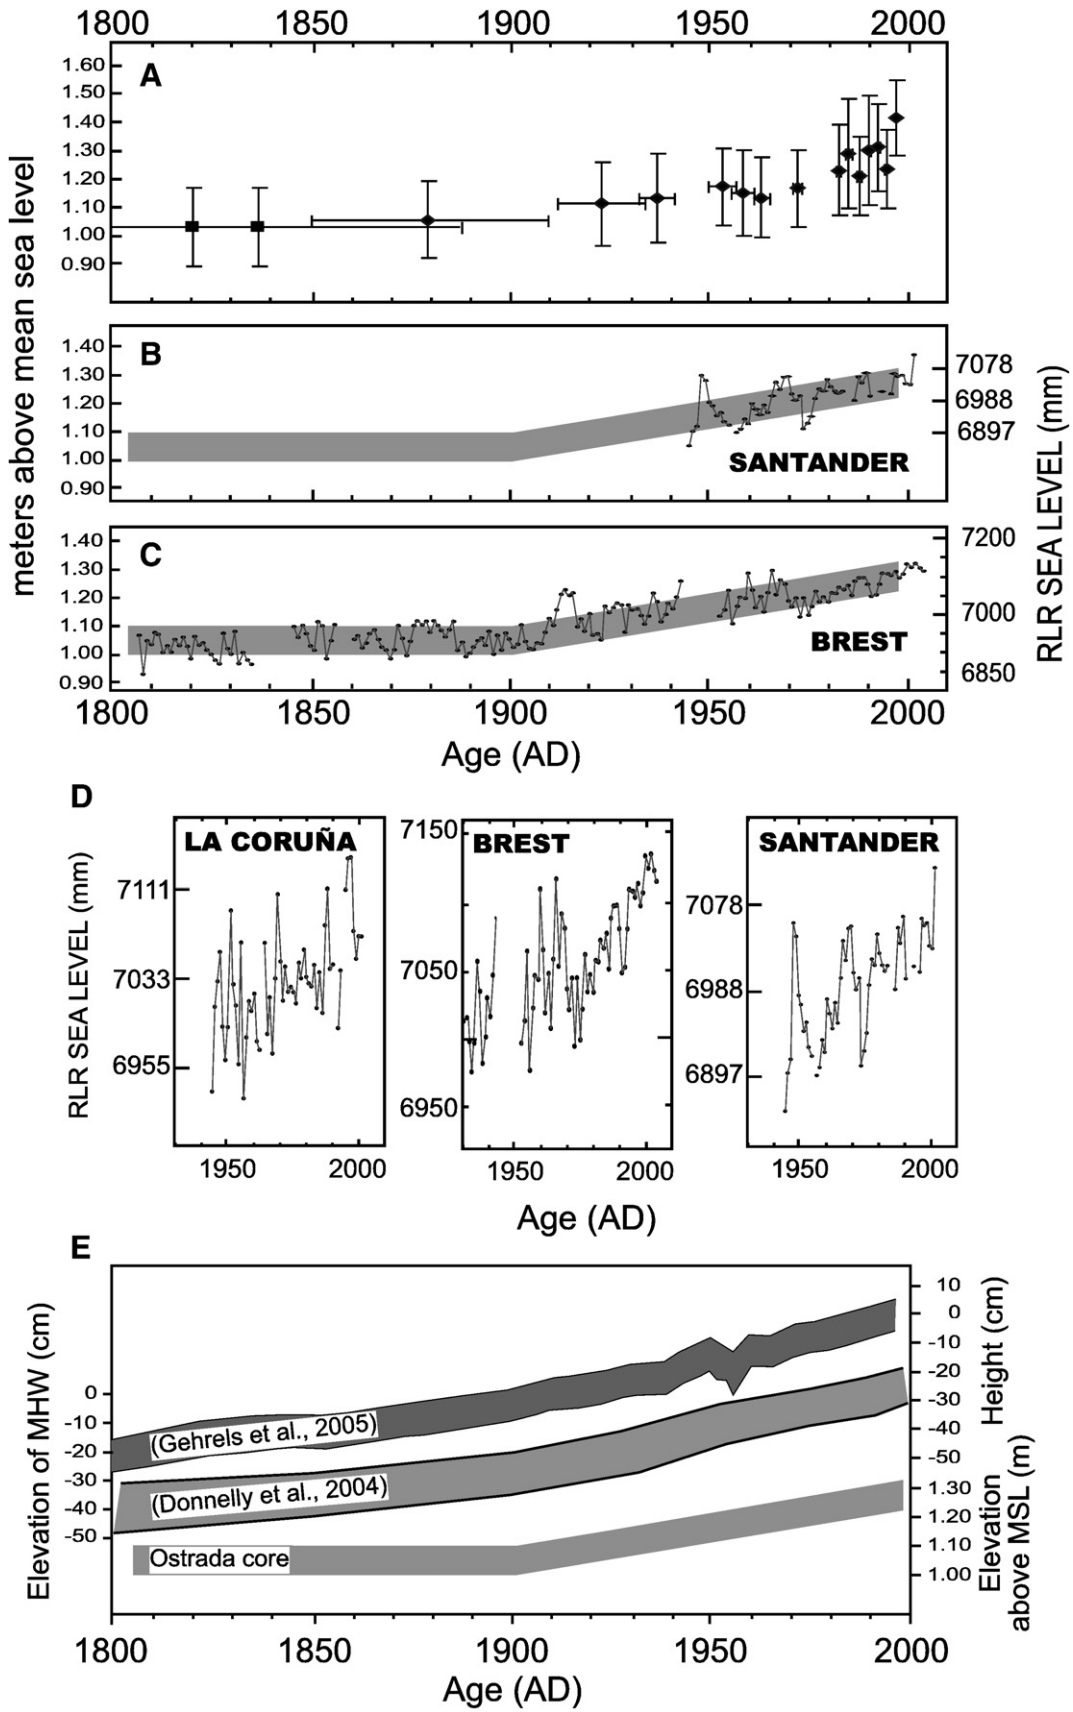 1800 1850 1900 1950 2000
A
1.60
1.50
1.40
1.30
1.20
1.10
1.00
0.90
meters above mean sea level
B
1.40
1.30
1.20
1.10
1.00
0.90
7078
6988
6897
SANTANDER
RLR SEA LEVEL (mm)
C
1.40
1.30
1.20
1.10
1.00
0.90
7200
7000
6850
BREST
1800 1850 1900 1950 2000
Age (AD)
D
LA CORUÑA
7111
7033
6955
RLR SEA LEVEL (mm)
1950 2000
BREST
7150
7050
6950
1950 2000
SANTANDER
7078
6988
6897
1950 2000
Age (AD)
E
Elevation of MHW (cm)
0
-10
-20
-30
-40
-50
(Gehrels et al., 2005)
(Donnelly et al., 2004)
Ostrada core
10
0
-10
-20
-30
-40
-50
Height (cm)
1.30
1.20
1.10
1.00
Elevation
above MSL (m)
1800 1850 1900 1950 2000
Age (AD)